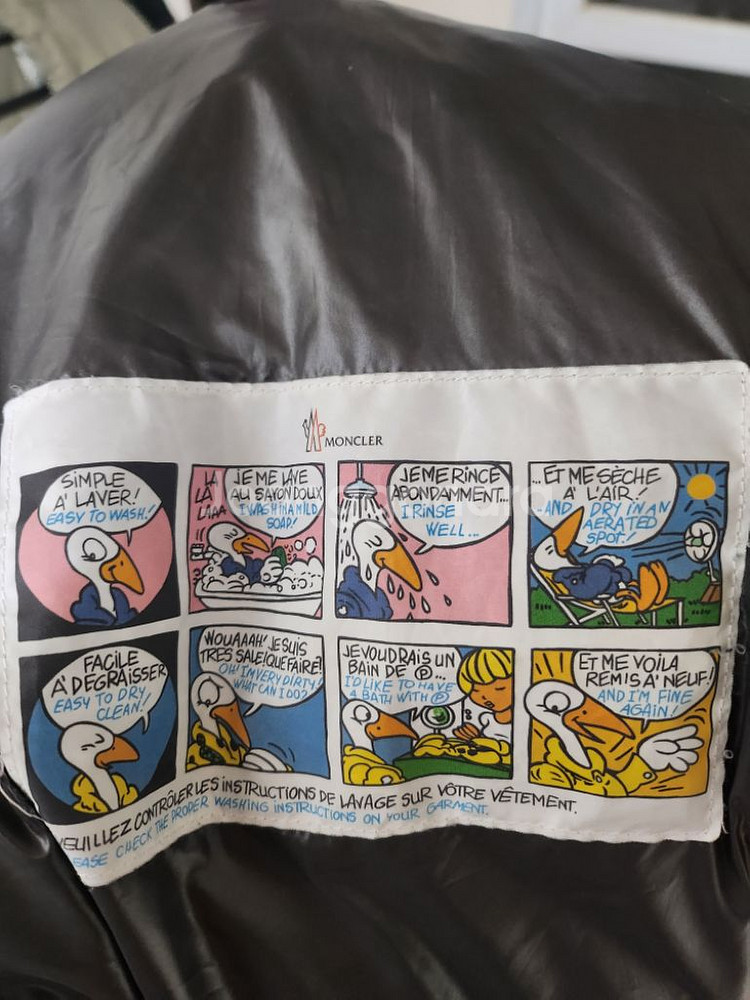 MONCLER
SIMPLE
A' LAVER!
EASY TO WASH!
LA
LA
LAAA
JE ME LAVE
AU SAVON DOUX
I WASH IN A MILD
SOAP!
JE ME RINCE
ABONDAMMENT...
I RINSE
WELL...
...ET ME SÈCHE
A' L'AIR!
...AND DRY IN AN
AERATED
SPOT!
FACILE
A' DEGRAISSER
EASY TO DRY
CLEAN!
WOUAAAH! JE SUIS
TRES SALE! QUE FAIRE!
OH! I'M VERY DIRTY!
WHAT CAN I DO?
JE VOUDRAIS UN
BAIN DE Ⓟ...
I'D LIKE TO HAVE
A BATH WITH Ⓟ
ET ME VOILA
REMIS A' NEUF!
AND I'M FINE
AGAIN!
CONTRÔLER LES INSTRUCTIONS DE LAVAGE SUR VÔTRE VÊTEMENT.
CHECK THE PROPER WASHING INSTRUCTIONS ON YOUR GARMENT.